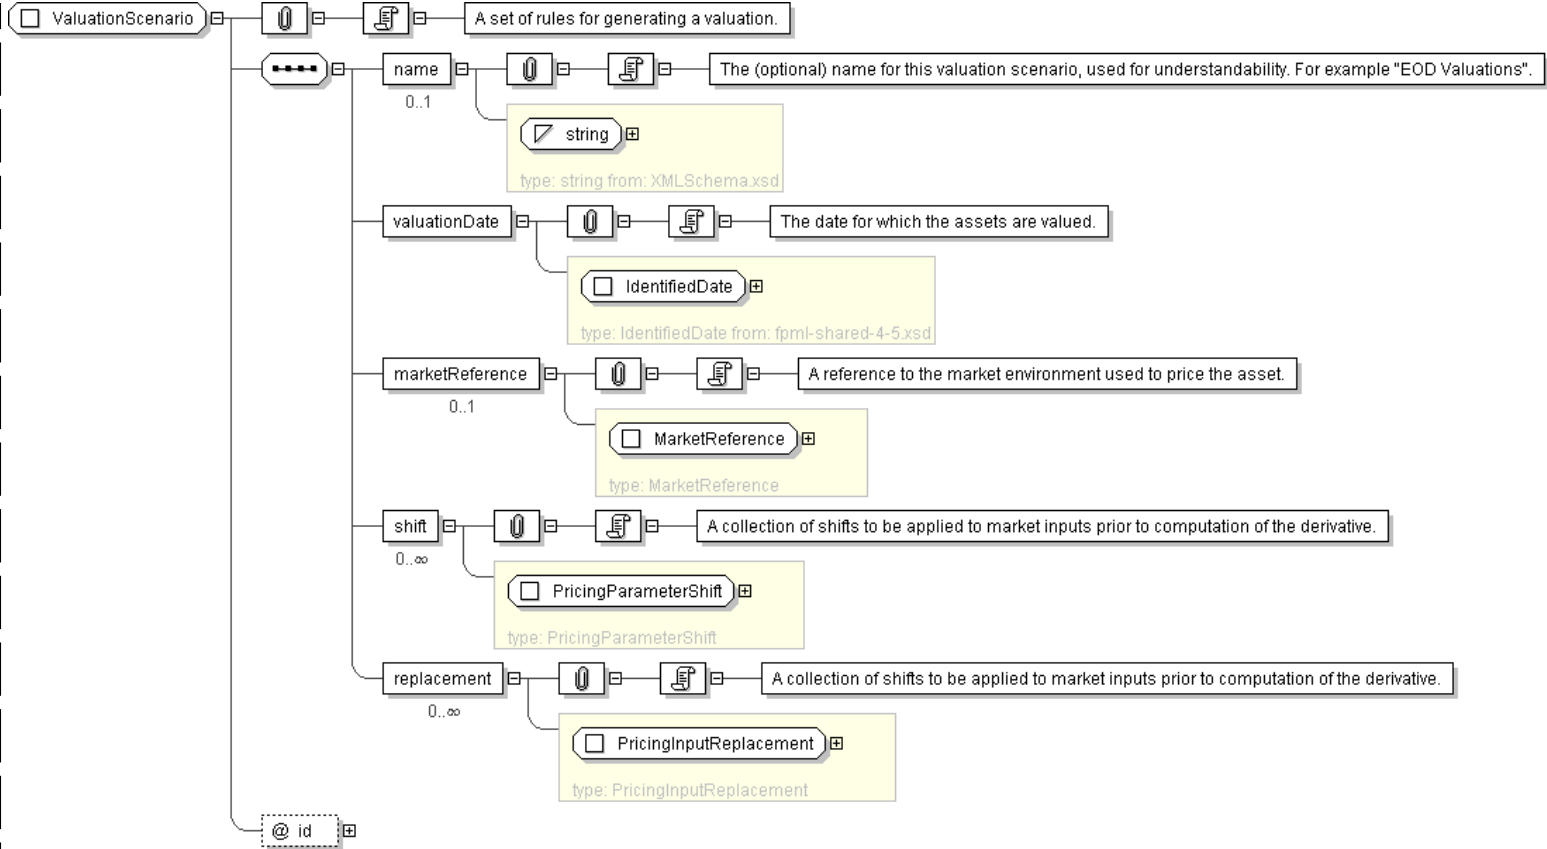 ValuationScenario
A set of rules for generating a valuation.
name
The (optional) name for this valuation scenario, used for understandability. For example "EOD Valuations".
0..1
string
type: string from: XMLSchema.xsd
valuationDate
The date for which the assets are valued.
IdentifiedDate
type: IdentifiedDate from: fpml-shared-4-5.xsd
marketReference
A reference to the market environment used to price the asset.
0..1
MarketReference
type: MarketReference
shift
A collection of shifts to be applied to market inputs prior to computation of the derivative.
0..∞
PricingParameterShift
type: PricingParameterShift
replacement
A collection of shifts to be applied to market inputs prior to computation of the derivative.
0..∞
PricingInputReplacement
type: PricingInputReplacement
@ id